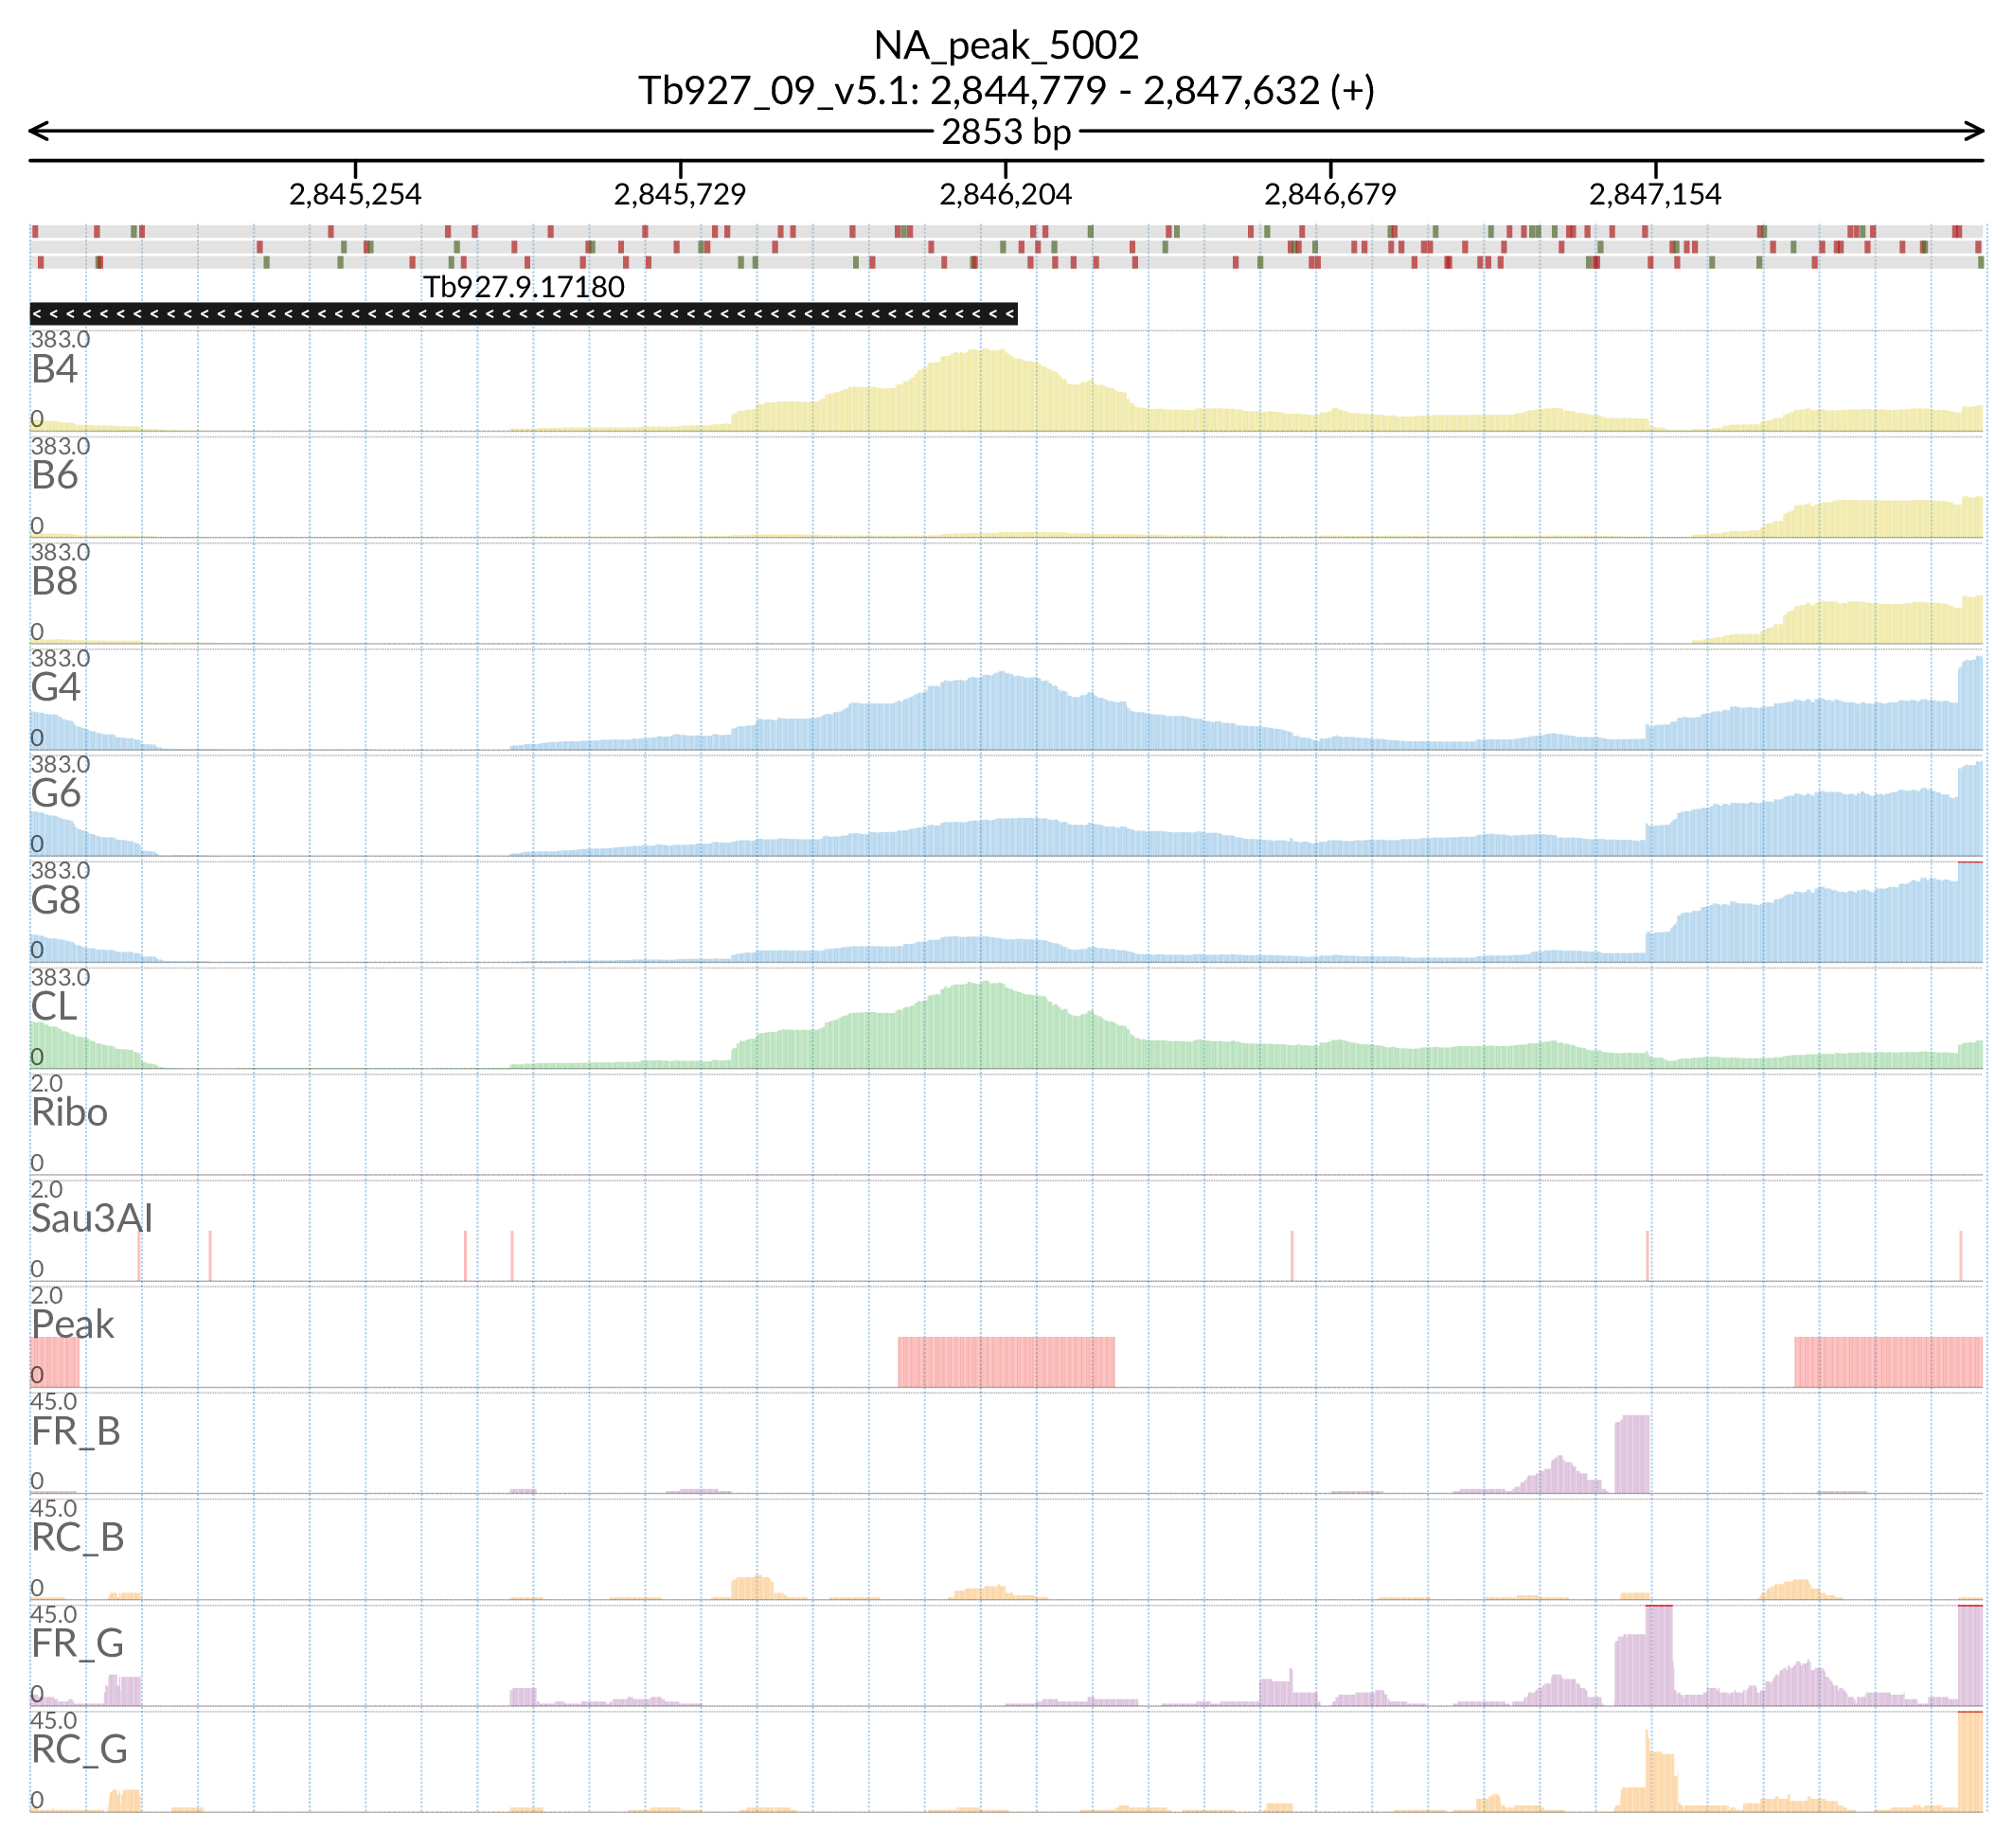 NA_peak_5002
Tb927_09_v5.1: 2,844,779 - 2,847,632 (+)
2853 bp
2,845,254 2,845,729 2,846,204 2,846,679 2,847,154
Tb927.9.17180
383.0
B4
0
383.0
B6
0
383.0
B8
0
383.0
G4
0
383.0
G6
0
383.0
G8
0
383.0
CL
0
2.0
Ribo
0
2.0
Sau3AI
0
2.0
Peak
0
45.0
FR_B
0
45.0
RC_B
0
45.0
FR_G
0
45.0
RC_G
0